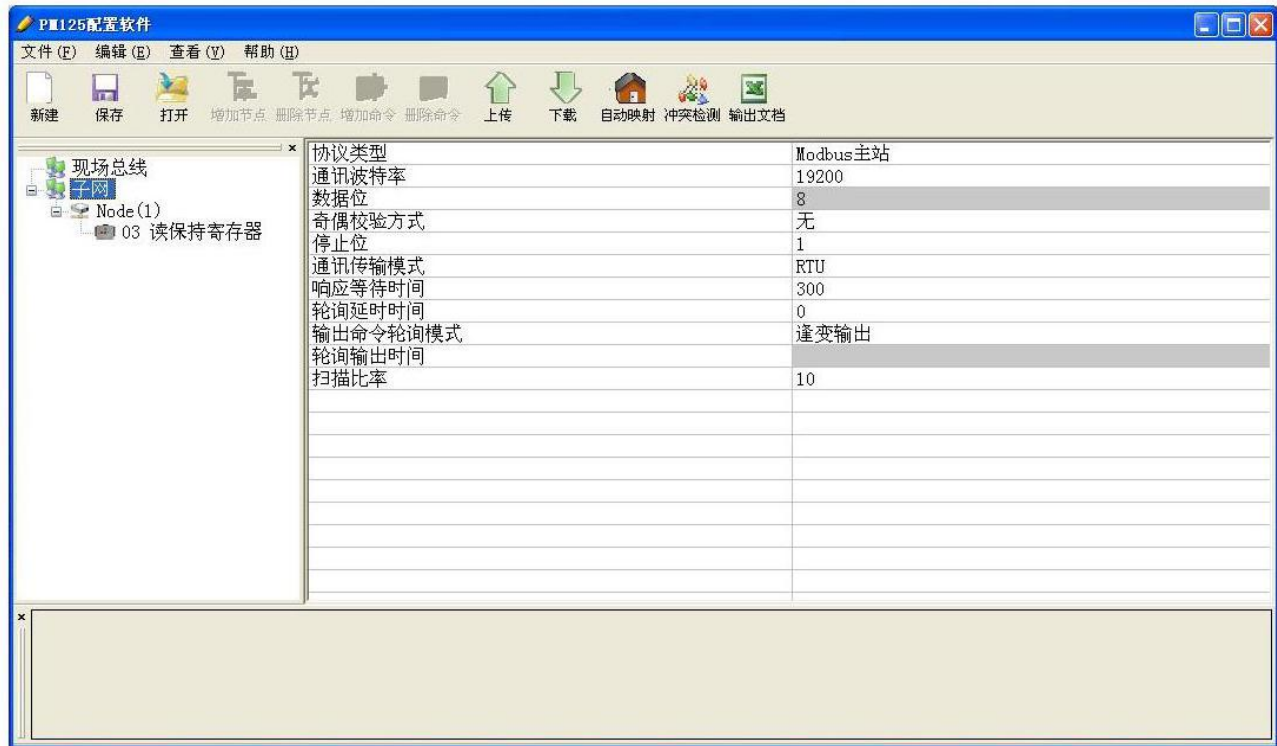 PM125配置软件
文件(F) 编辑(E) 查看(V) 帮助(H)
新建 保存 打开 增加节点 删除节点 增加命令 删除命令 上传 下载 自动映射 冲突检测 输出文档
现场总线
子网
Node(1)
03 读保持寄存器
协议类型 Modbus主站
通讯波特率 19200
数据位 8
奇偶校验方式 无
停止位 1
通讯传输模式 RTU
响应等待时间 300
轮询延时时间 0
输出命令轮询模式 逢变输出
轮询输出时间
扫描比率 10